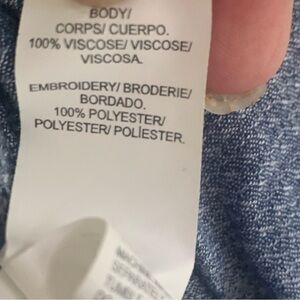 BODY/
CORPS/ CUERPO.
100% VISCOSE/ VISCOSE/
VISCOSA.
EMBROIDERY/ BRODERIE/
BORDADO.
100% POLYESTER/
POLYESTER/ POLIÉSTER.